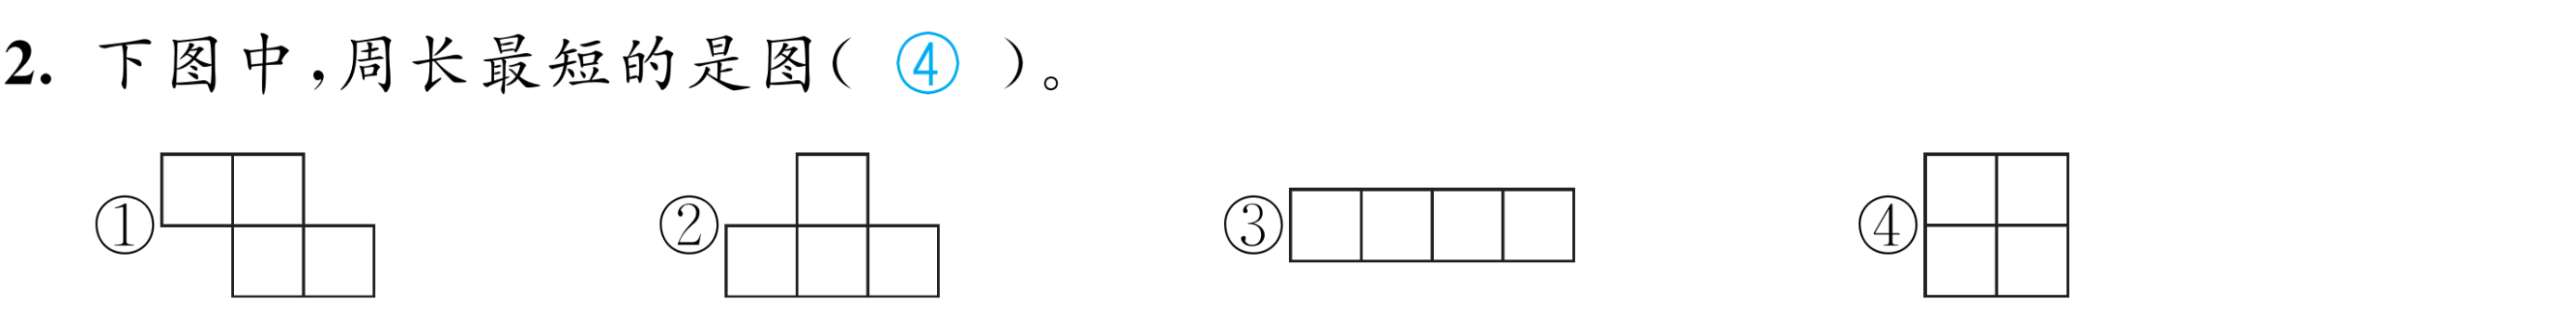 2. 下图中,周长最短的是图( ④ )。
① ② ③ ④